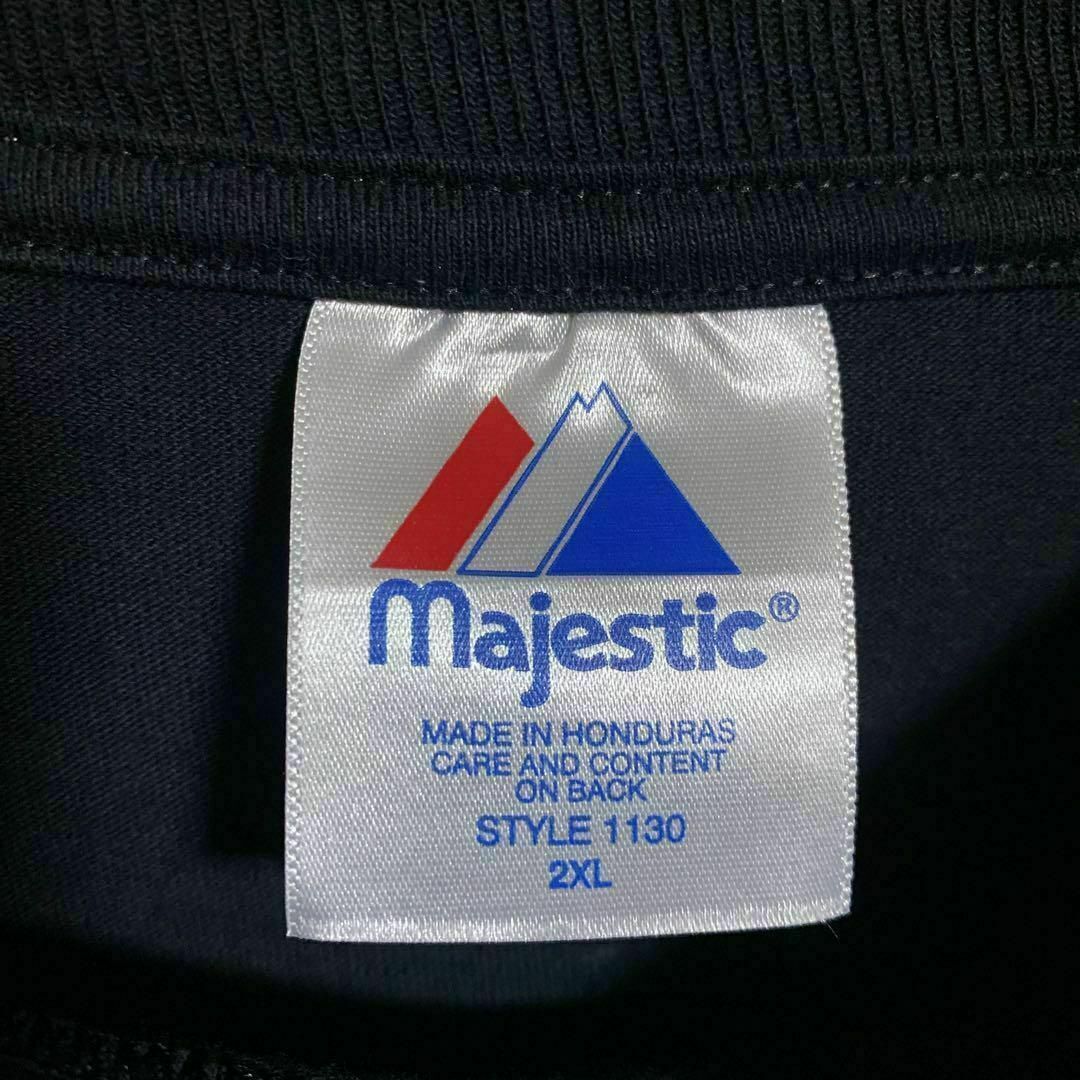 Majestic®
MADE IN HONDURAS
CARE AND CONTENT
ON BACK
STYLE 1130
2XL